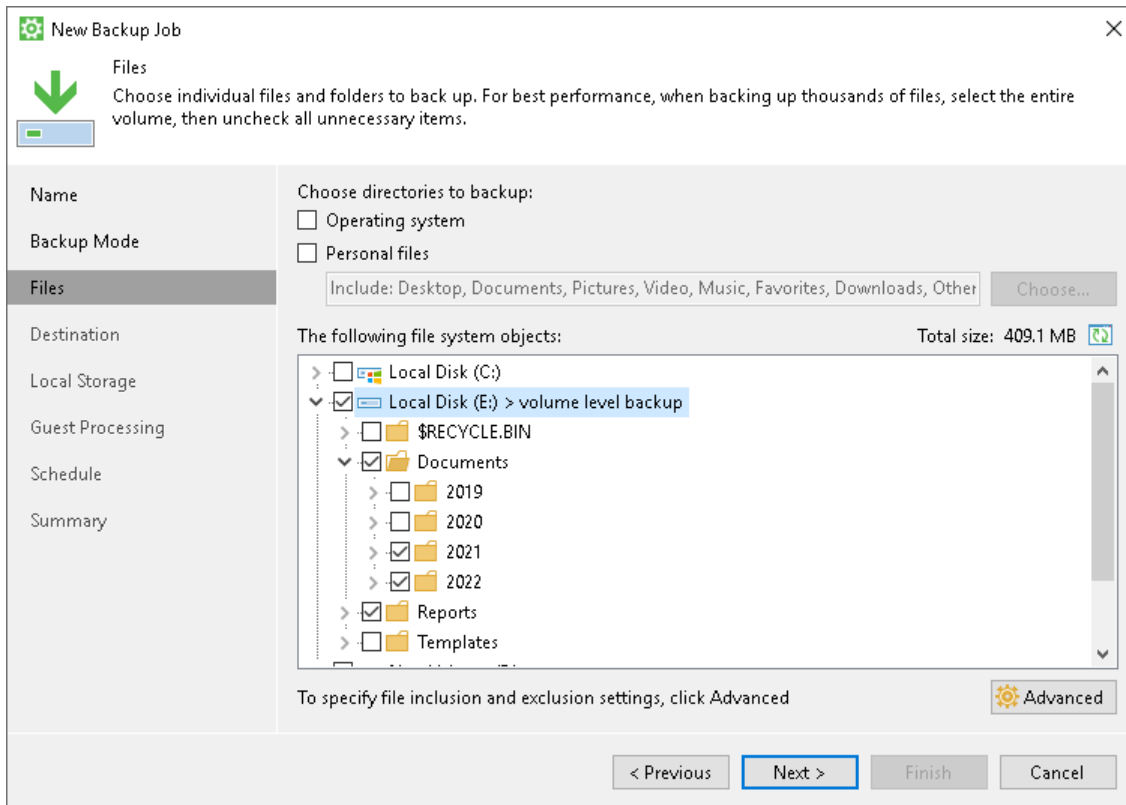 New Backup Job
Files
Choose individual files and folders to back up. For best performance, when backing up thousands of files, select the entire
volume, then uncheck all unnecessary items.
Name
Backup Mode
Files
Destination
Local Storage
Guest Processing
Schedule
Summary
Choose directories to backup:
Operating system
Personal files
Include: Desktop, Documents, Pictures, Video, Music, Favorites, Downloads, Other
Choose...
The following file system objects:
Total size: 409.1 MB
Local Disk (C:)
Local Disk (E:) > volume level backup
$RECYCLE.BIN
Documents
2019
2020
2021
2022
Reports
Templates
To specify file inclusion and exclusion settings, click Advanced
Advanced
< Previous
Next >
Finish
Cancel